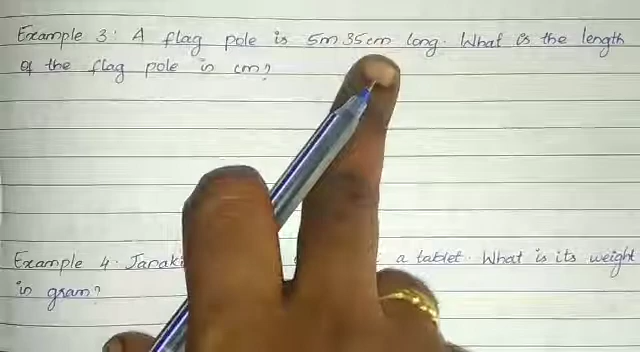 Example 3: A flag pole is 5m 35cm long. What is the length
of the flag pole in cm?
Example 4. Janaki a tablet. What is its weight
in gram?